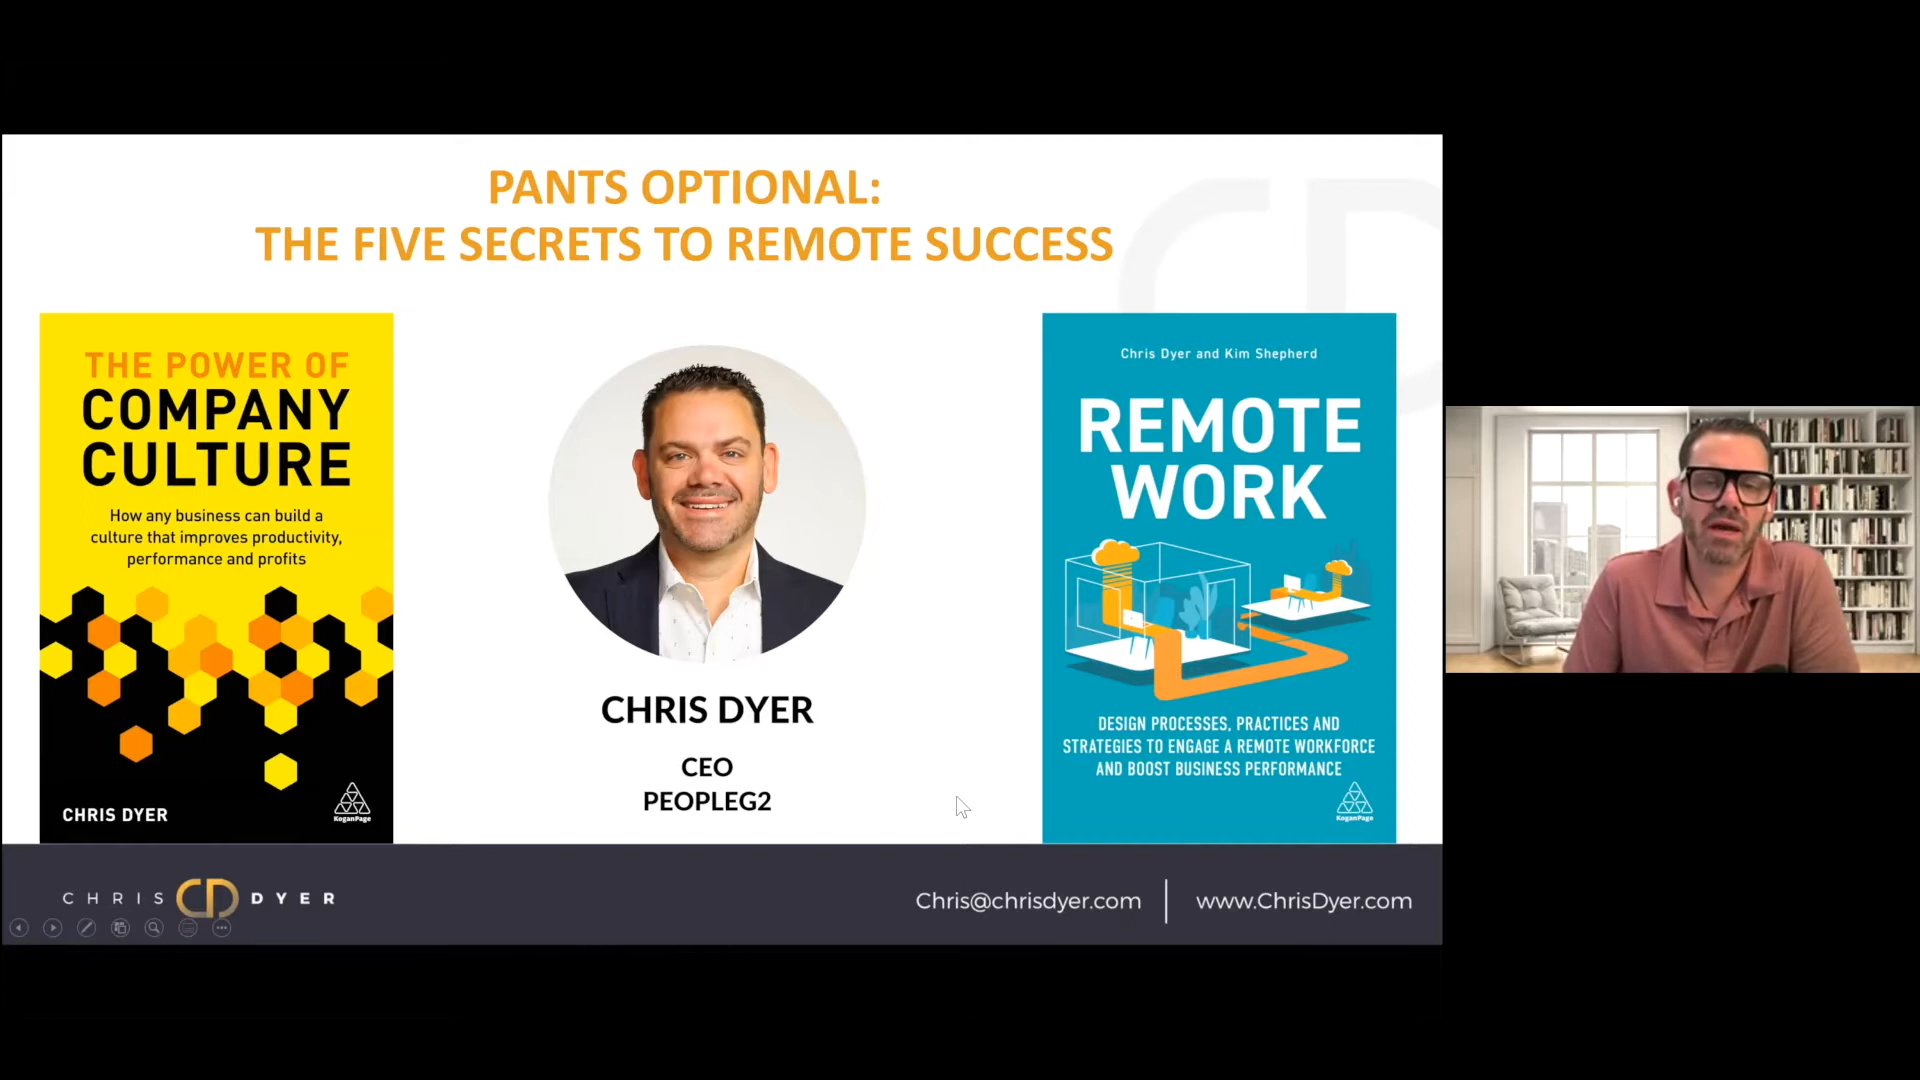 PANTS OPTIONAL:
THE FIVE SECRETS TO REMOTE SUCCESS
THE POWER OF
COMPANY
CULTURE
How any business can build a
culture that improves productivity,
performance and profits
CHRIS DYER
KoganPage
CHRIS DYER
CEO
PEOPLEG2
Chris Dyer and Kim Shepherd
REMOTE
WORK
DESIGN PROCESSES, PRACTICES AND
STRATEGIES TO ENGAGE A REMOTE WORKFORCE
AND BOOST BUSINESS PERFORMANCE
KoganPage
CHRIS CD DYER
Chris@chrisdyer.com | www.ChrisDyer.com